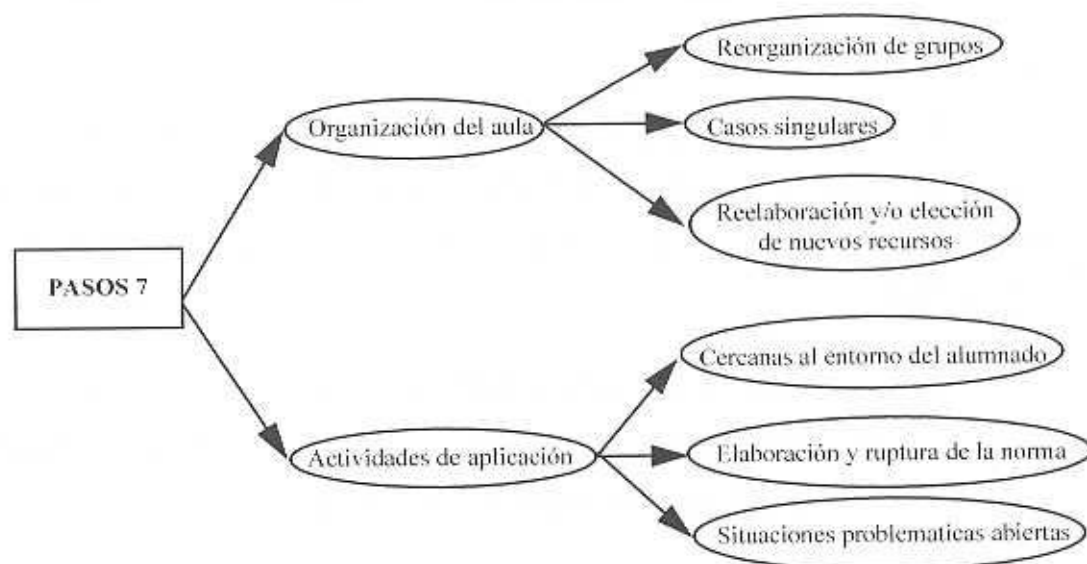 Reorganización de grupos
Organización del aula
Casos singulares
Reelaboración y/o elección
de nuevos recursos
PASOS 7
Cercanas al entorno del alumnado
Actividades de aplicación
Elaboración y ruptura de la norma
Situaciones problematicas abiertas